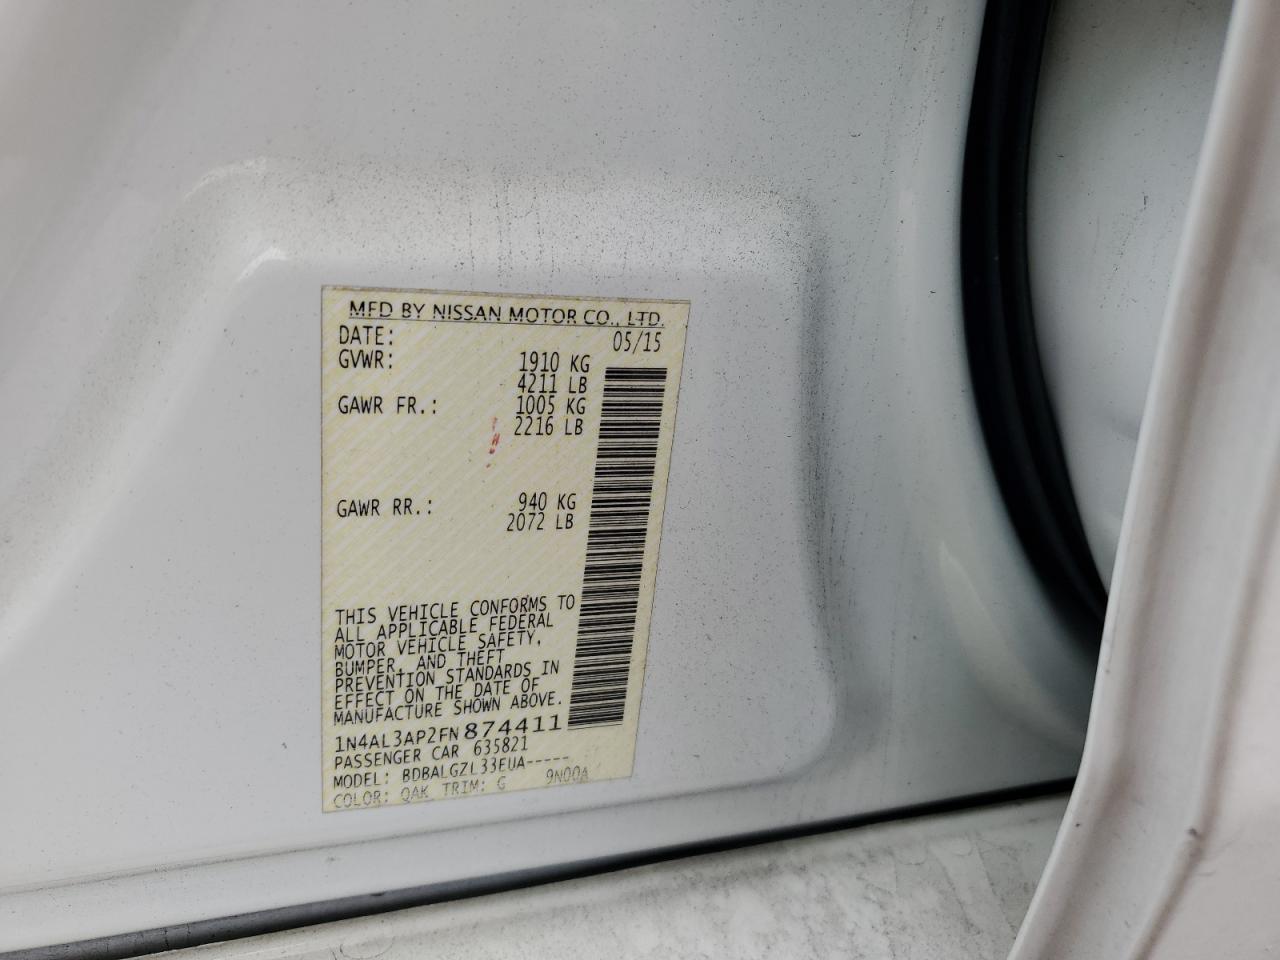 MFD BY NISSAN MOTOR CO., LTD.
DATE: 05/15
GVWR: 1910 KG
4211 LB
GAWR FR.: 1005 KG
2216 LB
GAWR RR.: 940 KG
2072 LB
THIS VEHICLE CONFORMS TO
ALL APPLICABLE FEDERAL
MOTOR VEHICLE SAFETY,
BUMPER, AND THEFT
PREVENTION STANDARDS IN
EFFECT ON THE DATE OF
MANUFACTURE SHOWN ABOVE.
1N4AL3AP2FN874411
PASSENGER CAR 635821
MODEL: BDBALGZL33EUA-----
COLOR: QAK TRIM: G 9N00A